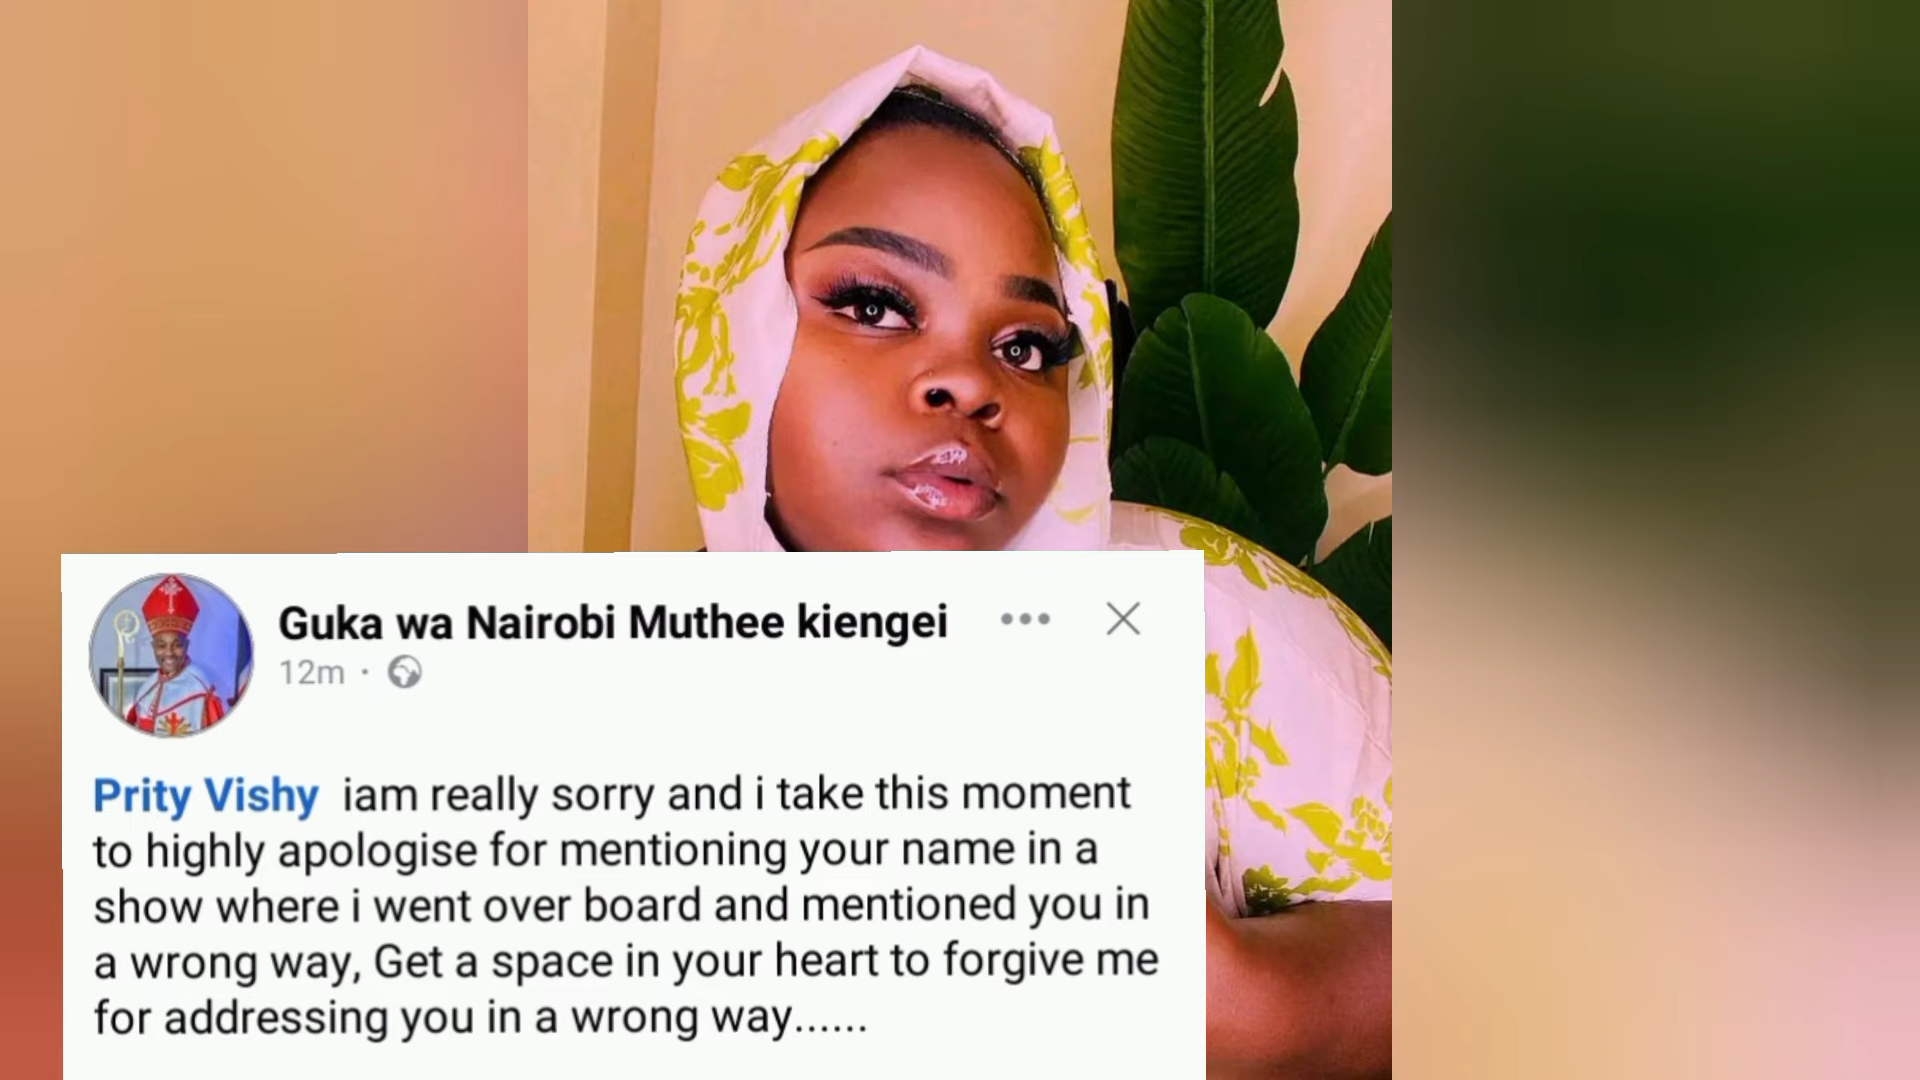 Guka wa Nairobi Muthee kiengei
12m ·
Prity Vishy iam really sorry and i take this moment
to highly apologise for mentioning your name in a
show where i went over board and mentioned you in
a wrong way, Get a space in your heart to forgive me
for addressing you in a wrong way......